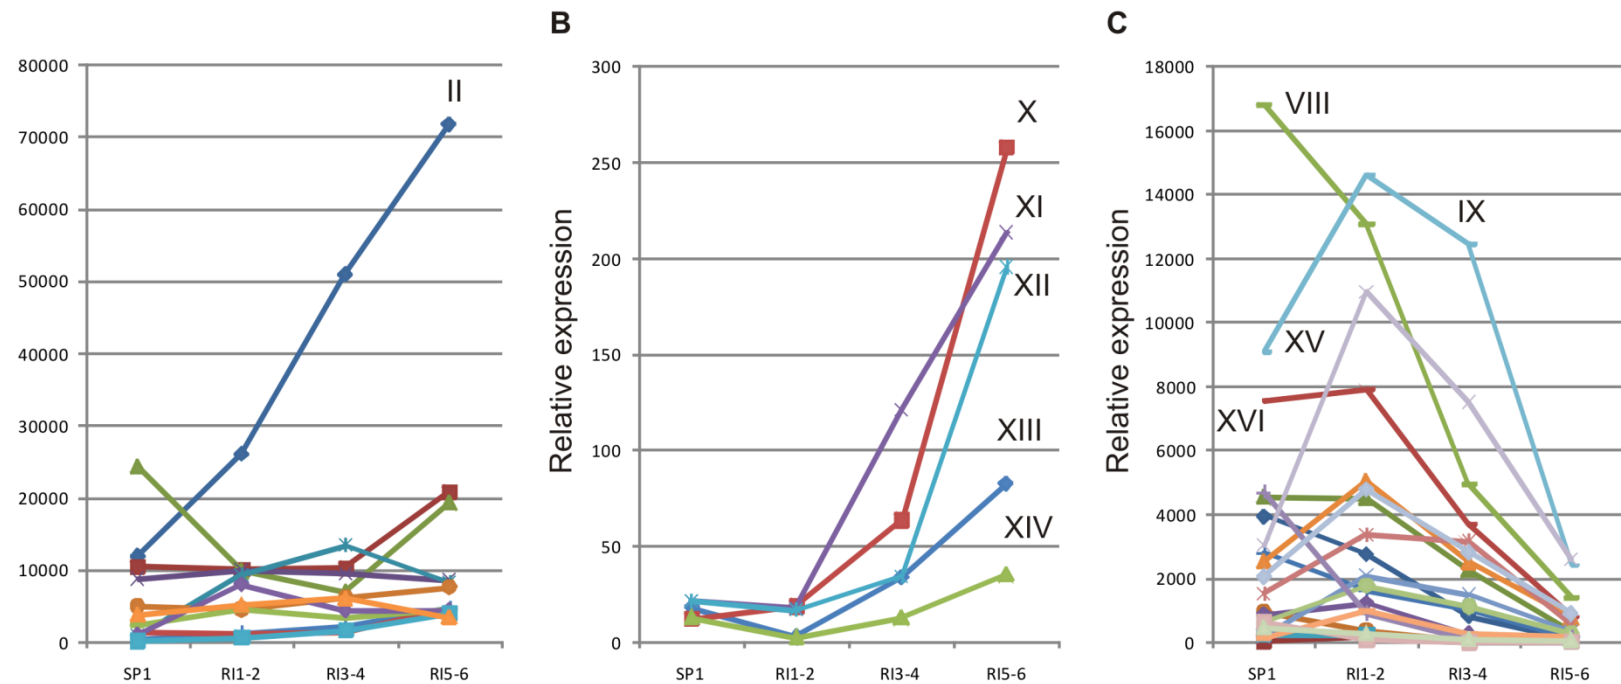 B
C
80000
70000
60000
50000
40000
30000
20000
10000
0
SP1 RI1-2 RI3-4 RI5-6
II
Relative expression
300
250
200
150
100
50
0
SP1 RI1-2 RI3-4 RI5-6
X
XI
XII
XIII
XIV
Relative expression
18000
16000
14000
12000
10000
8000
6000
4000
2000
0
SP1 RI1-2 RI3-4 RI5-6
VIII
IX
XV
XVI